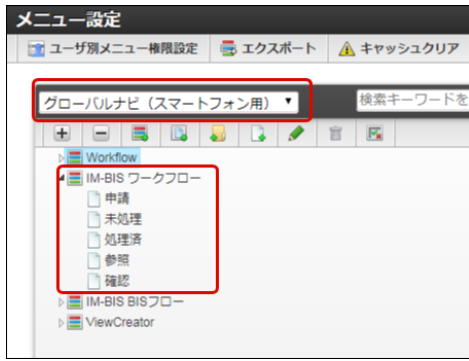 メニュー設定
ユーザ別メニュー権限設定 エクスポート キャッシュクリア
グローバルナビ（スマートフォン用） 検索キーワードを
Workflow
IM-BIS ワークフロー
申請
未処理
処理済
参照
確認
IM-BIS BISフロー
ViewCreator